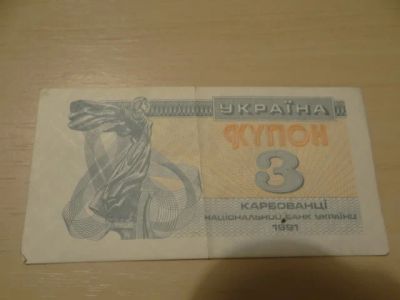 УКРАЇНА
КУПОН
3
КАРБОВАНЦІ
НАЦІОНАЛЬНИЙ БАНК УКРАЇНИ
1991